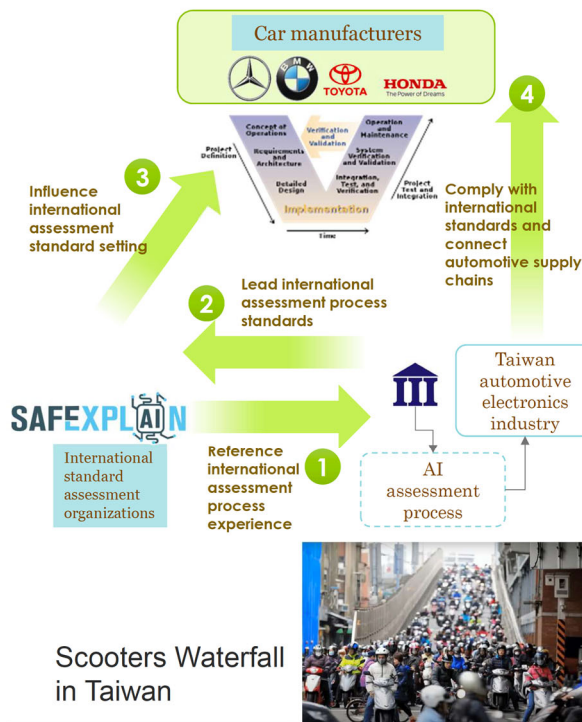 Car manufacturers
BMW
TOYOTA
HONDA
The Power of Dreams
4
Concept of
Operations
Verification
and
Validation
Operation
and
Maintenance
Project
Definition
Requirements
and
Architecture
System
Verification
and Validation
Detailed
Design
Integration,
Test, and
Verification
Project
Test and
Integration
Implementation
Time
3
Influence
international
assessment
standard setting
Comply with
international
standards and
connect
automotive supply
chains
2
Lead international
assessment process
standards
SAFEXPLAIN
III
Taiwan
automotive
electronics
industry
International
standard
assessment
organizations
Reference
international
assessment
process
experience
1
AI
assessment
process
Scooters Waterfall
in Taiwan